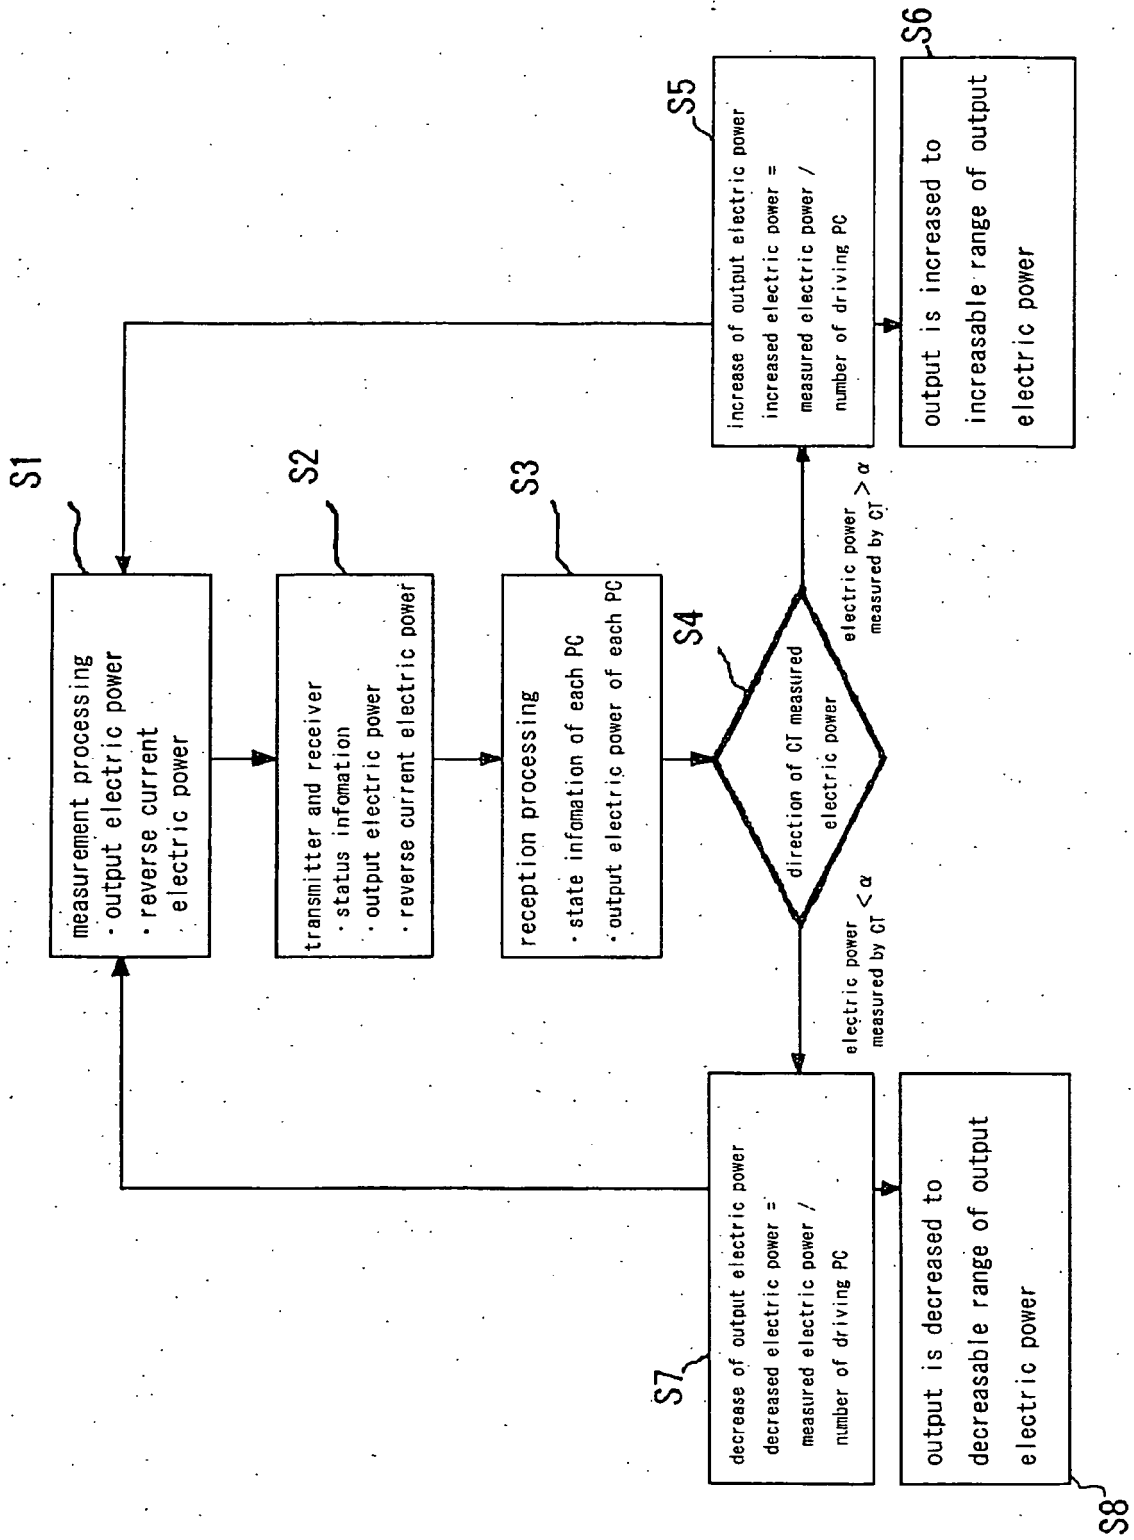 S1
measurement processing
· output electric power
· reverse current
electric power
S2
transmitter and receiver
· status infomation
· output electric power
· reverse current electric power
S3
reception processing
· state infomation of each PC
· output electric power of each PC
S4
direction of CT measured
electric power
electric power
measured by CT < α
electric power
measured by CT > α
S7
decrease of output electric power
decreased electric power =
measured electric power /
number of driving PC
S8
output is decreased to
decreasable range of output
electric power
S5
increase of output electric power
increased electric power =
measured electric power /
number of driving PC
S6
output is increased to
increasable range of output
electric power